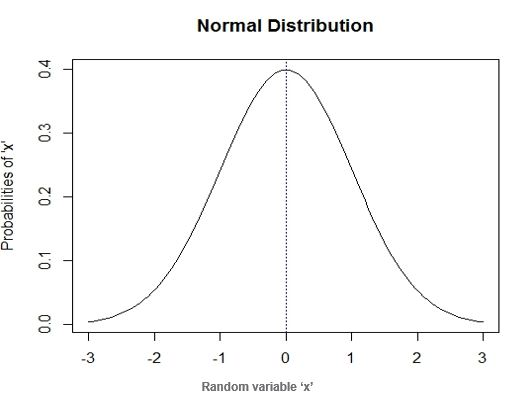 Normal Distribution
Probabilities of 'x'
0.4
0.3
0.2
0.1
0.0
-3 -2 -1 0 1 2 3
Random variable ‘x’